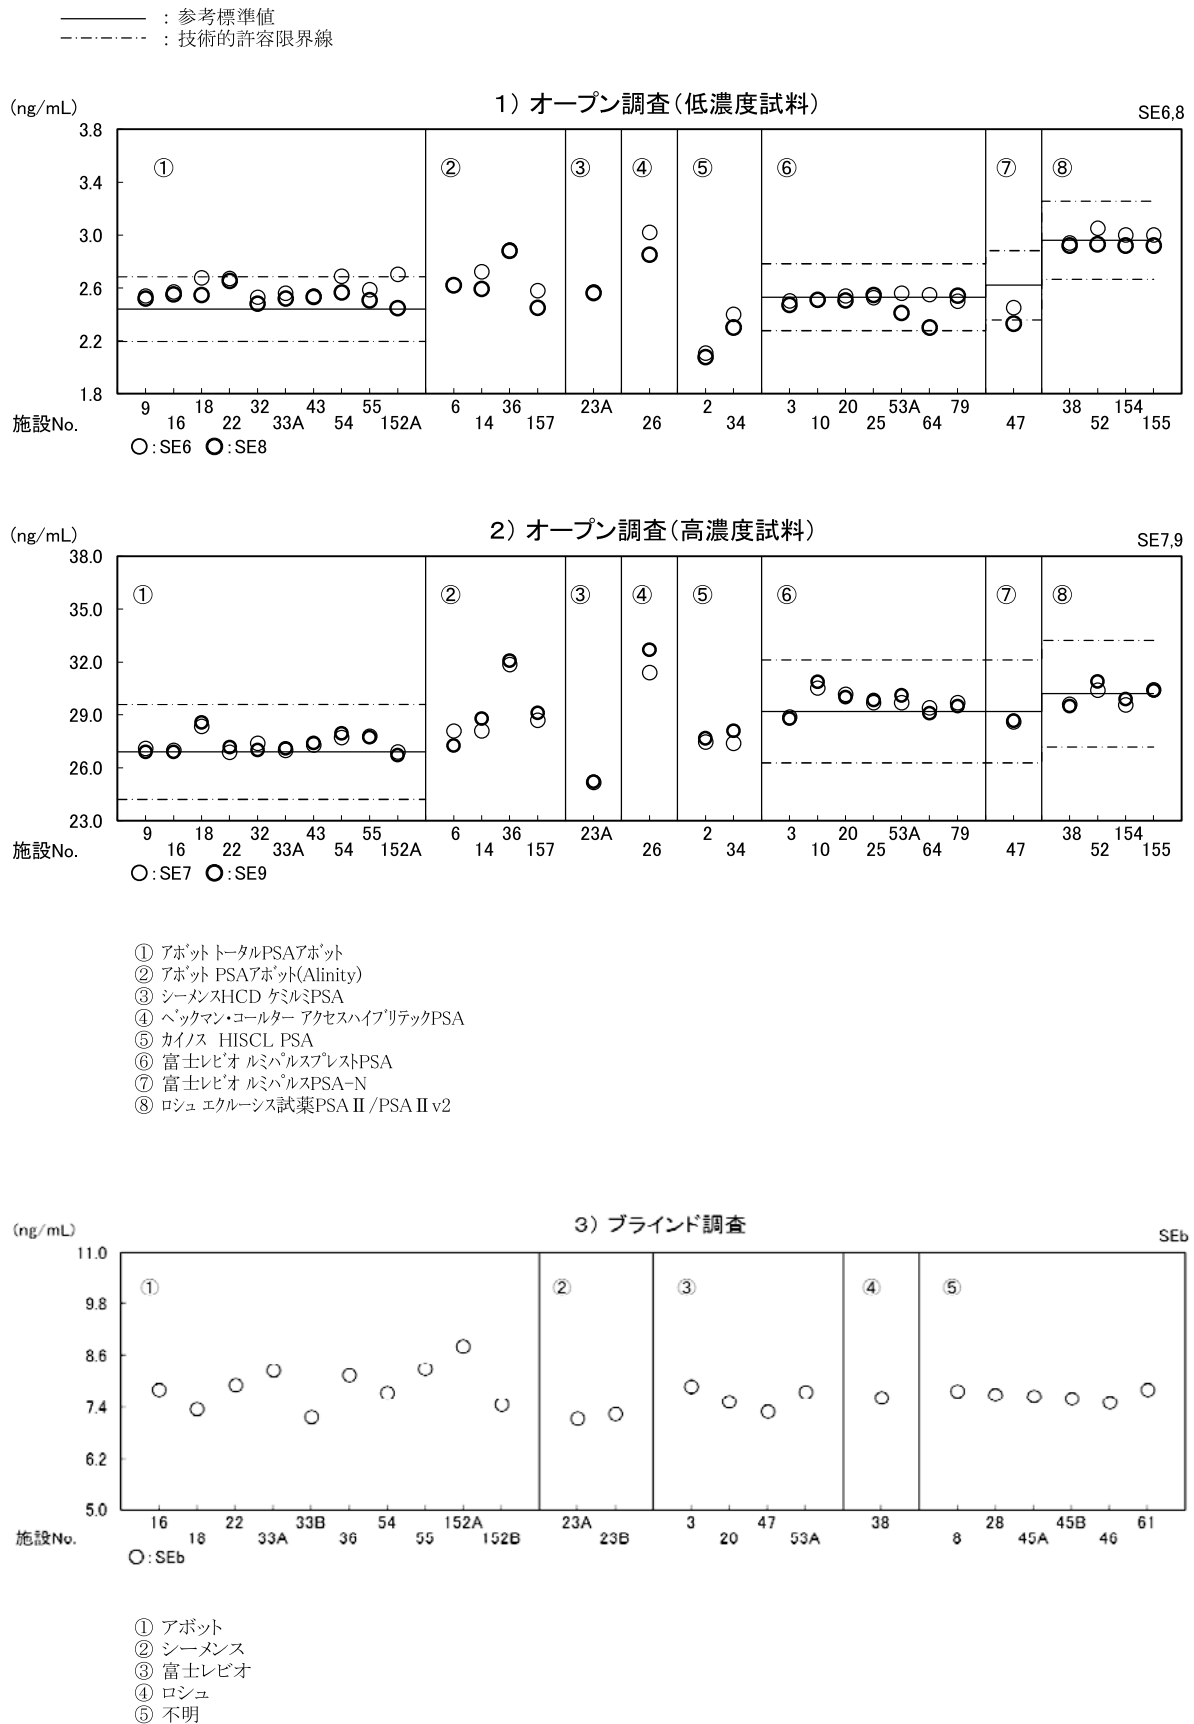 ：参考標準値
：技術的許容限界線
(ng/mL)
1) オープン調査(低濃度試料)
SE6,8
① ② ③ ④ ⑤ ⑥ ⑦ ⑧
3.8
3.4
3.0
2.6
2.2
1.8
9 18 32 43 55 6 36 23A 2 3 20 53A 79 38 154
施設No. 16 22 33A 54 152A 14 157 26 34 10 25 64 47 52 155
○:SE6 ○:SE8
(ng/mL)
2) オープン調査(高濃度試料)
SE7,9
① ② ③ ④ ⑤ ⑥ ⑦ ⑧
38.0
35.0
32.0
29.0
26.0
23.0
9 18 32 43 55 6 36 23A 2 3 20 53A 79 38 154
施設No. 16 22 33A 54 152A 14 157 26 34 10 25 64 47 52 155
○:SE7 ○:SE9
① アボット トータルPSAアボット
② アボット PSAアボット(Alinity)
③ シーメンスHCD ケミルミPSA
④ ベックマン・コールター アクセスハイブリテックPSA
⑤ カイノス HISCL PSA
⑥ 富士レビオ ルミパルスプレストPSA
⑦ 富士レビオ ルミパルスPSA-N
⑧ ロシュ エクルーシス試薬PSAⅡ/PSAⅡv2
(ng/mL)
3) ブラインド調査
SEb
① ② ③ ④ ⑤
11.0
9.8
8.6
7.4
6.2
5.0
16 22 33B 54 152A 23A 3 47 38 28 45B 61
施設No. 18 33A 36 55 152B 23B 20 53A 8 45A 46
○:SEb
① アボット
② シーメンス
③ 富士レビオ
④ ロシュ
⑤ 不明